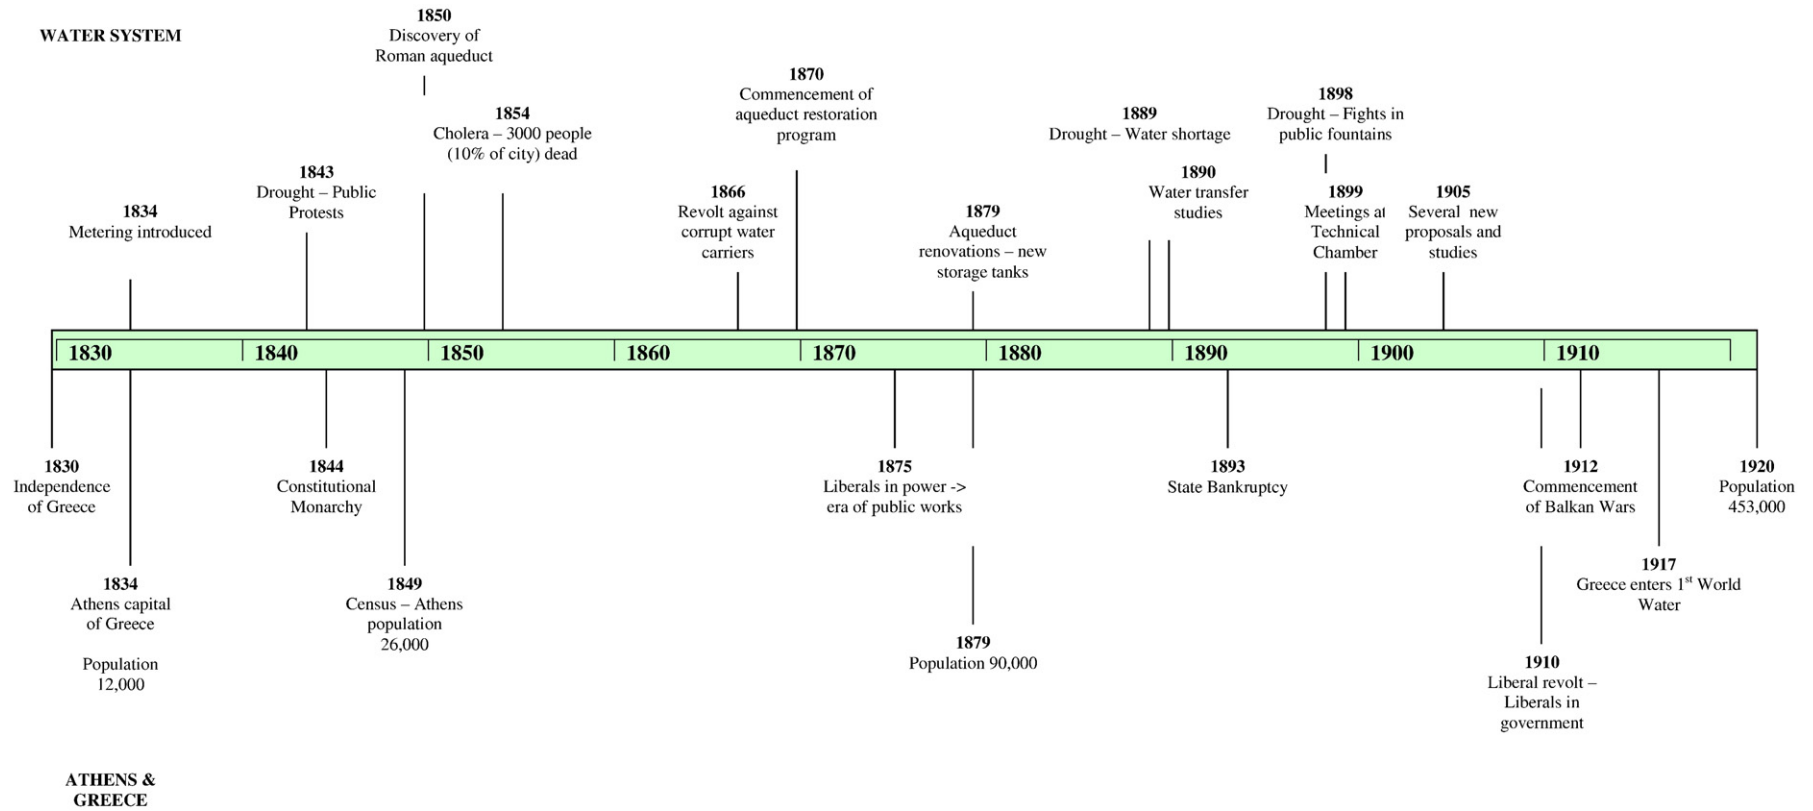 WATER SYSTEM
1850
Discovery of
Roman aqueduct
1854
Cholera – 3000 people
(10% of city) dead
1870
Commencement of
aqueduct restoration
program
1889
Drought – Water shortage
1898
Drought – Fights in
public fountains
1834
Metering introduced
1843
Drought – Public
Protests
1866
Revolt against
corrupt water
carriers
1879
Aqueduct
renovations – new
storage tanks
1890
Water transfer
studies
1899
Meetings at
Technical
Chamber
1905
Several new
proposals and
studies
1830 1840 1850 1860 1870 1880 1890 1900 1910
1830
Independence
of Greece
1844
Constitutional
Monarchy
1875
Liberals in power ->
era of public works
1893
State Bankruptcy
1912
Commencement
of Balkan Wars
1920
Population
453,000
1834
Athens capital
of Greece
Population
12,000
1849
Census – Athens
population
26,000
1879
Population 90,000
1917
Greece enters 1st World
Water
1910
Liberal revolt –
Liberals in
government
ATHENS &
GREECE